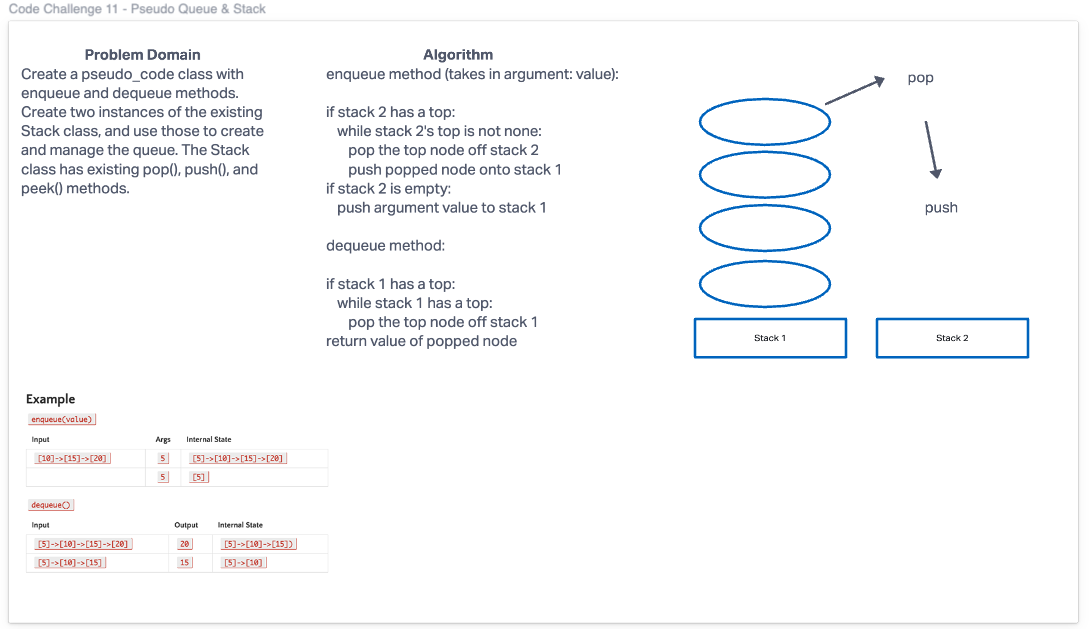 Code Challenge 11 - Pseudo Queue & Stack
Problem Domain
Create a pseudo_code class with
enqueue and dequeue methods.
Create two instances of the existing
Stack class, and use those to create
and manage the queue. The Stack
class has existing pop(), push(), and
peek() methods.
Algorithm
enqueue method (takes in argument: value):
if stack 2 has a top:
while stack 2's top is not none:
pop the top node off stack 2
push popped node onto stack 1
if stack 2 is empty:
push argument value to stack 1
dequeue method:
if stack 1 has a top:
while stack 1 has a top:
pop the top node off stack 1
return value of popped node
pop
push
Stack 1
Stack 2
Example
enqueue(value)
Input Args Internal State
[10]->[15]->[20] 5 [5]->[10]->[15]->[20]
5 [5]
dequeue()
Input Output Internal State
[5]->[10]->[15]->[20] 20 [5]->[10]->[15])
[5]->[10]->[15] 15 [5]->[10]